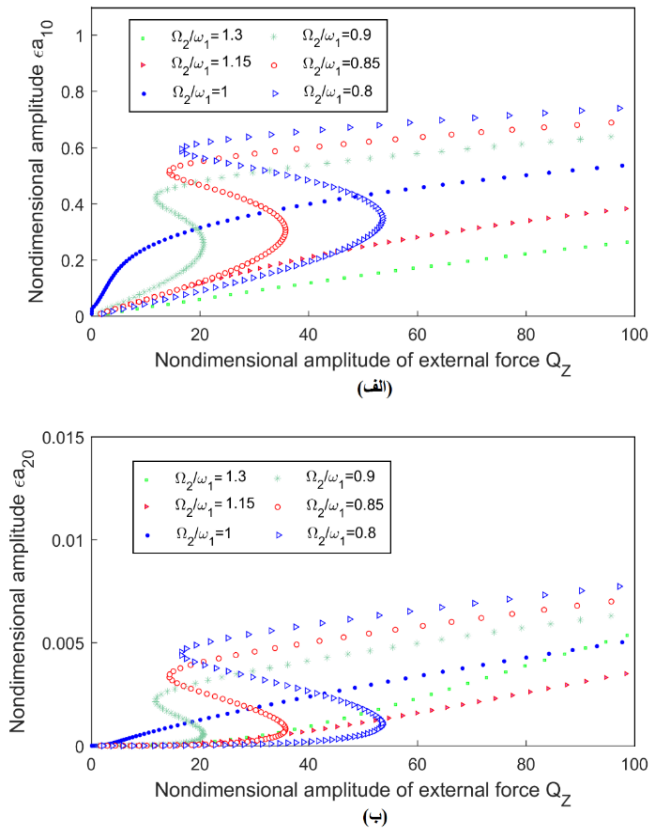 Nondimensional amplitude εa₁₀
1
0.8
0.6
0.4
0.2
0
Ω₂/ω₁=1.3
Ω₂/ω₁=0.9
Ω₂/ω₁=1.15
Ω₂/ω₁=0.85
Ω₂/ω₁=1
Ω₂/ω₁=0.8
0 20 40 60 80 100
Nondimensional amplitude of external force Q_Z
(الف)
Nondimensional amplitude εa₂₀
0.015
0.01
0.005
0
Ω₂/ω₁=1.3
Ω₂/ω₁=0.9
Ω₂/ω₁=1.15
Ω₂/ω₁=0.85
Ω₂/ω₁=1
Ω₂/ω₁=0.8
0 20 40 60 80 100
Nondimensional amplitude of external force Q_Z
(ب)